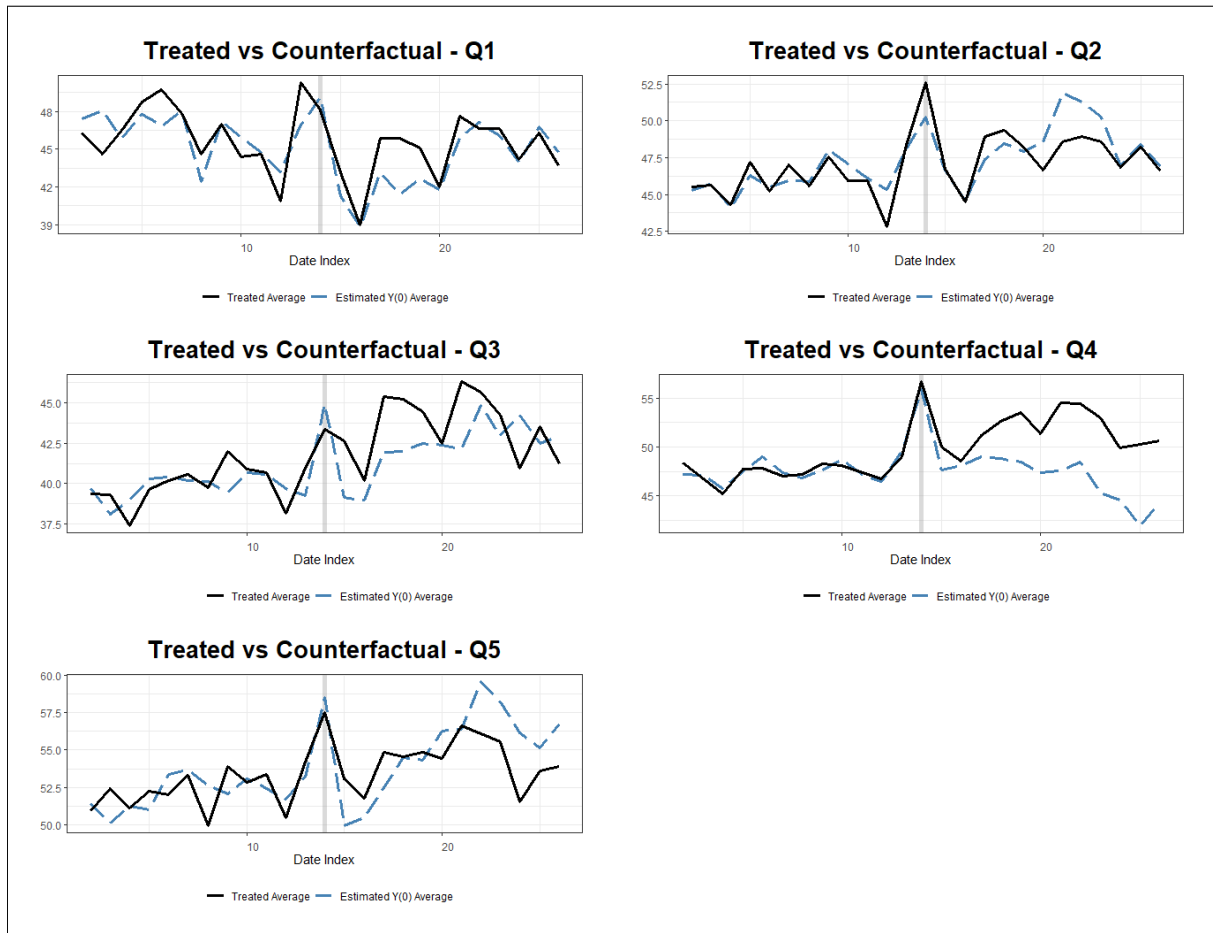 Treated vs Counterfactual - Q1
48
45
42
39
10 20
Date Index
Treated Average Estimated Y(0) Average
Treated vs Counterfactual - Q2
52.5
50.0
47.5
45.0
42.5
10 20
Date Index
Treated Average Estimated Y(0) Average
Treated vs Counterfactual - Q3
45.0
42.5
40.0
37.5
10 20
Date Index
Treated Average Estimated Y(0) Average
Treated vs Counterfactual - Q4
55
50
45
10 20
Date Index
Treated Average Estimated Y(0) Average
Treated vs Counterfactual - Q5
60.0
57.5
55.0
52.5
50.0
10 20
Date Index
Treated Average Estimated Y(0) Average